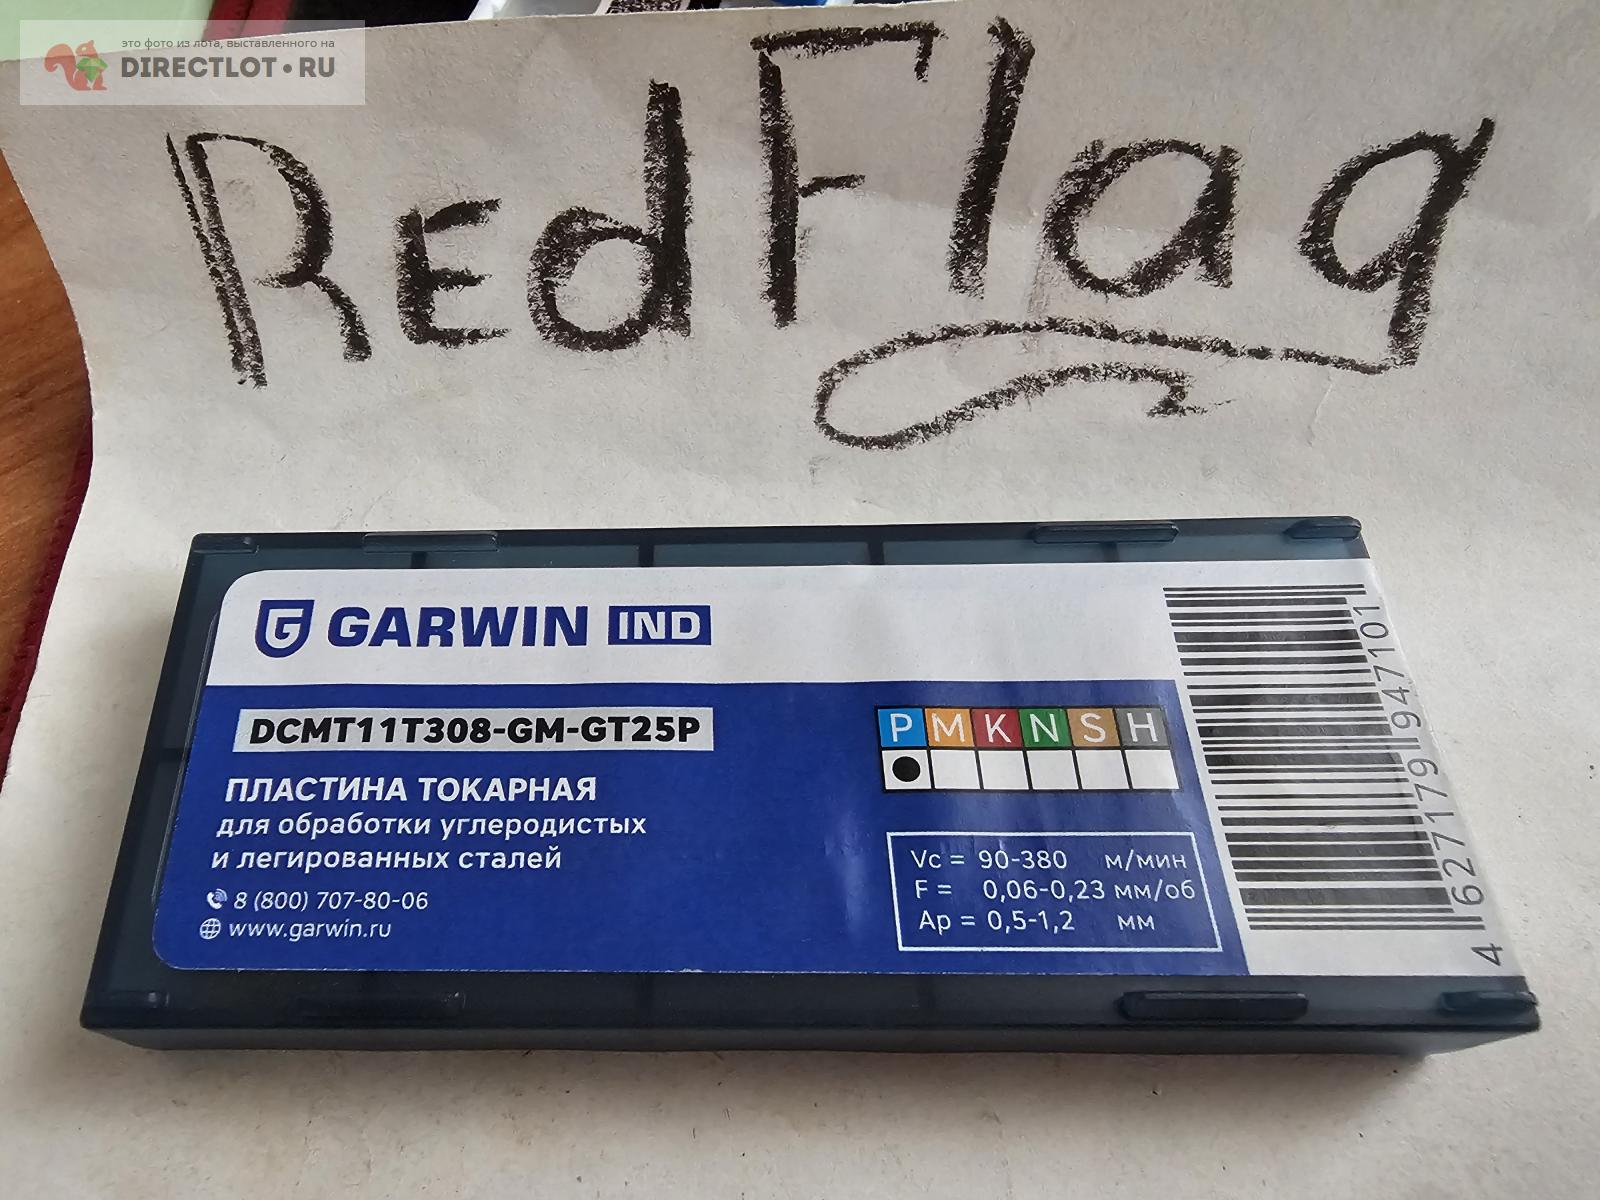 это фото из лота, выставленного на
DIRECTLOT•RU
RedFlag
GARWIN IND
DCMT11T308-GM-GT25P
ПЛАСТИНА ТОКАРНАЯ
для обработки углеродистых
и легированных сталей
8 (800) 707-80-06
www.garwin.ru
P M K N S H
Vc = 90-380 м/мин
F = 0,06-0,23 мм/об
Ap = 0,5-1,2 мм
4 627179 947101